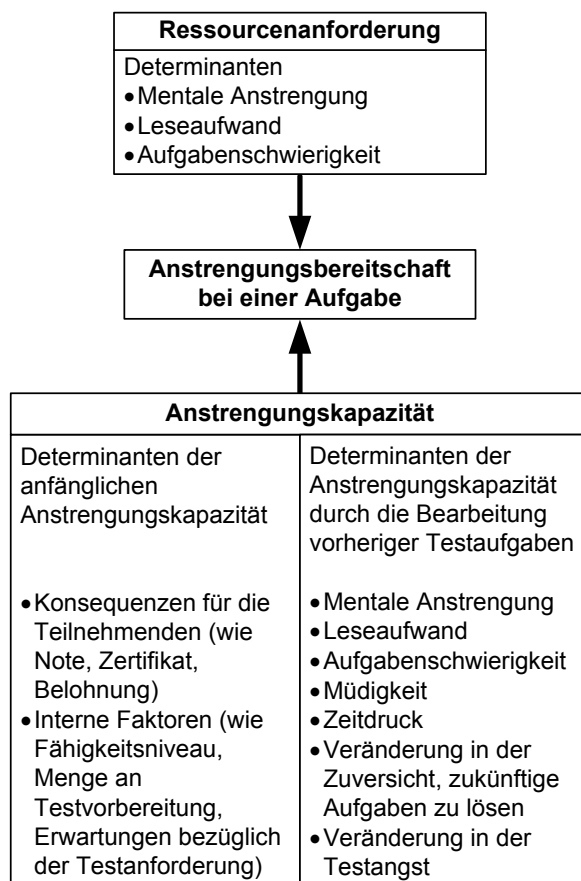 Ressourcenanforderung
Determinanten
•Mentale Anstrengung
•Leseaufwand
•Aufgabenschwierigkeit
Anstrengungsbereitschaft
bei einer Aufgabe
Anstrengungskapazität
Determinanten der
anfänglichen
Anstrengungskapazität
•Konsequenzen für die
Teilnehmenden (wie
Note, Zertifikat,
Belohnung)
•Interne Faktoren (wie
Fähigkeitsniveau,
Menge an
Testvorbereitung,
Erwartungen bezüglich
der Testanforderung)
Determinanten der
Anstrengungskapazität
durch die Bearbeitung
vorheriger Testaufgaben
•Mentale Anstrengung
•Leseaufwand
•Aufgabenschwierigkeit
•Müdigkeit
•Zeitdruck
•Veränderung in der
Zuversicht, zukünftige
Aufgaben zu lösen
•Veränderung in der
Testangst